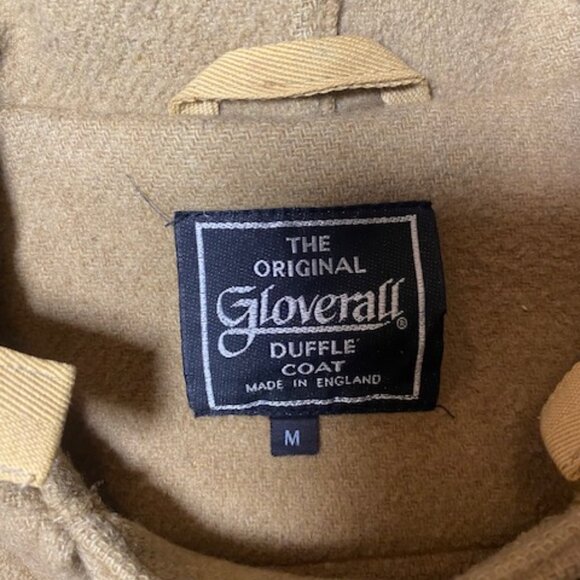 THE
ORIGINAL
Gloverall®
DUFFLE
COAT
MADE IN ENGLAND
M